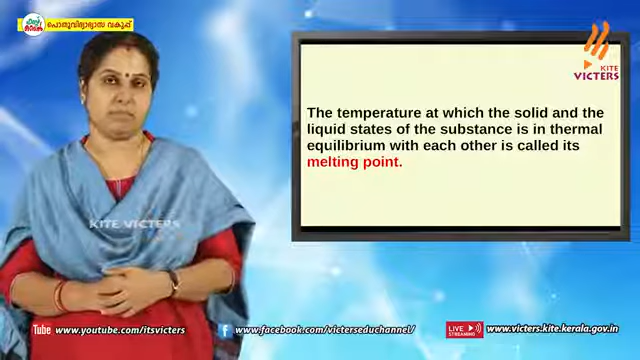 പൊതുവിദ്യാഭ്യാസ വകുപ്പ്
KITE
VICTERS
The temperature at which the solid and the
liquid states of the substance is in thermal
equilibrium with each other is called its
melting point.
KITE VICTERS
You Tube www.youtube.com/itsvicters
f www.facebook.com/victerseduchannel/
LIVE STREAMING www.victers.kite.kerala.gov.in